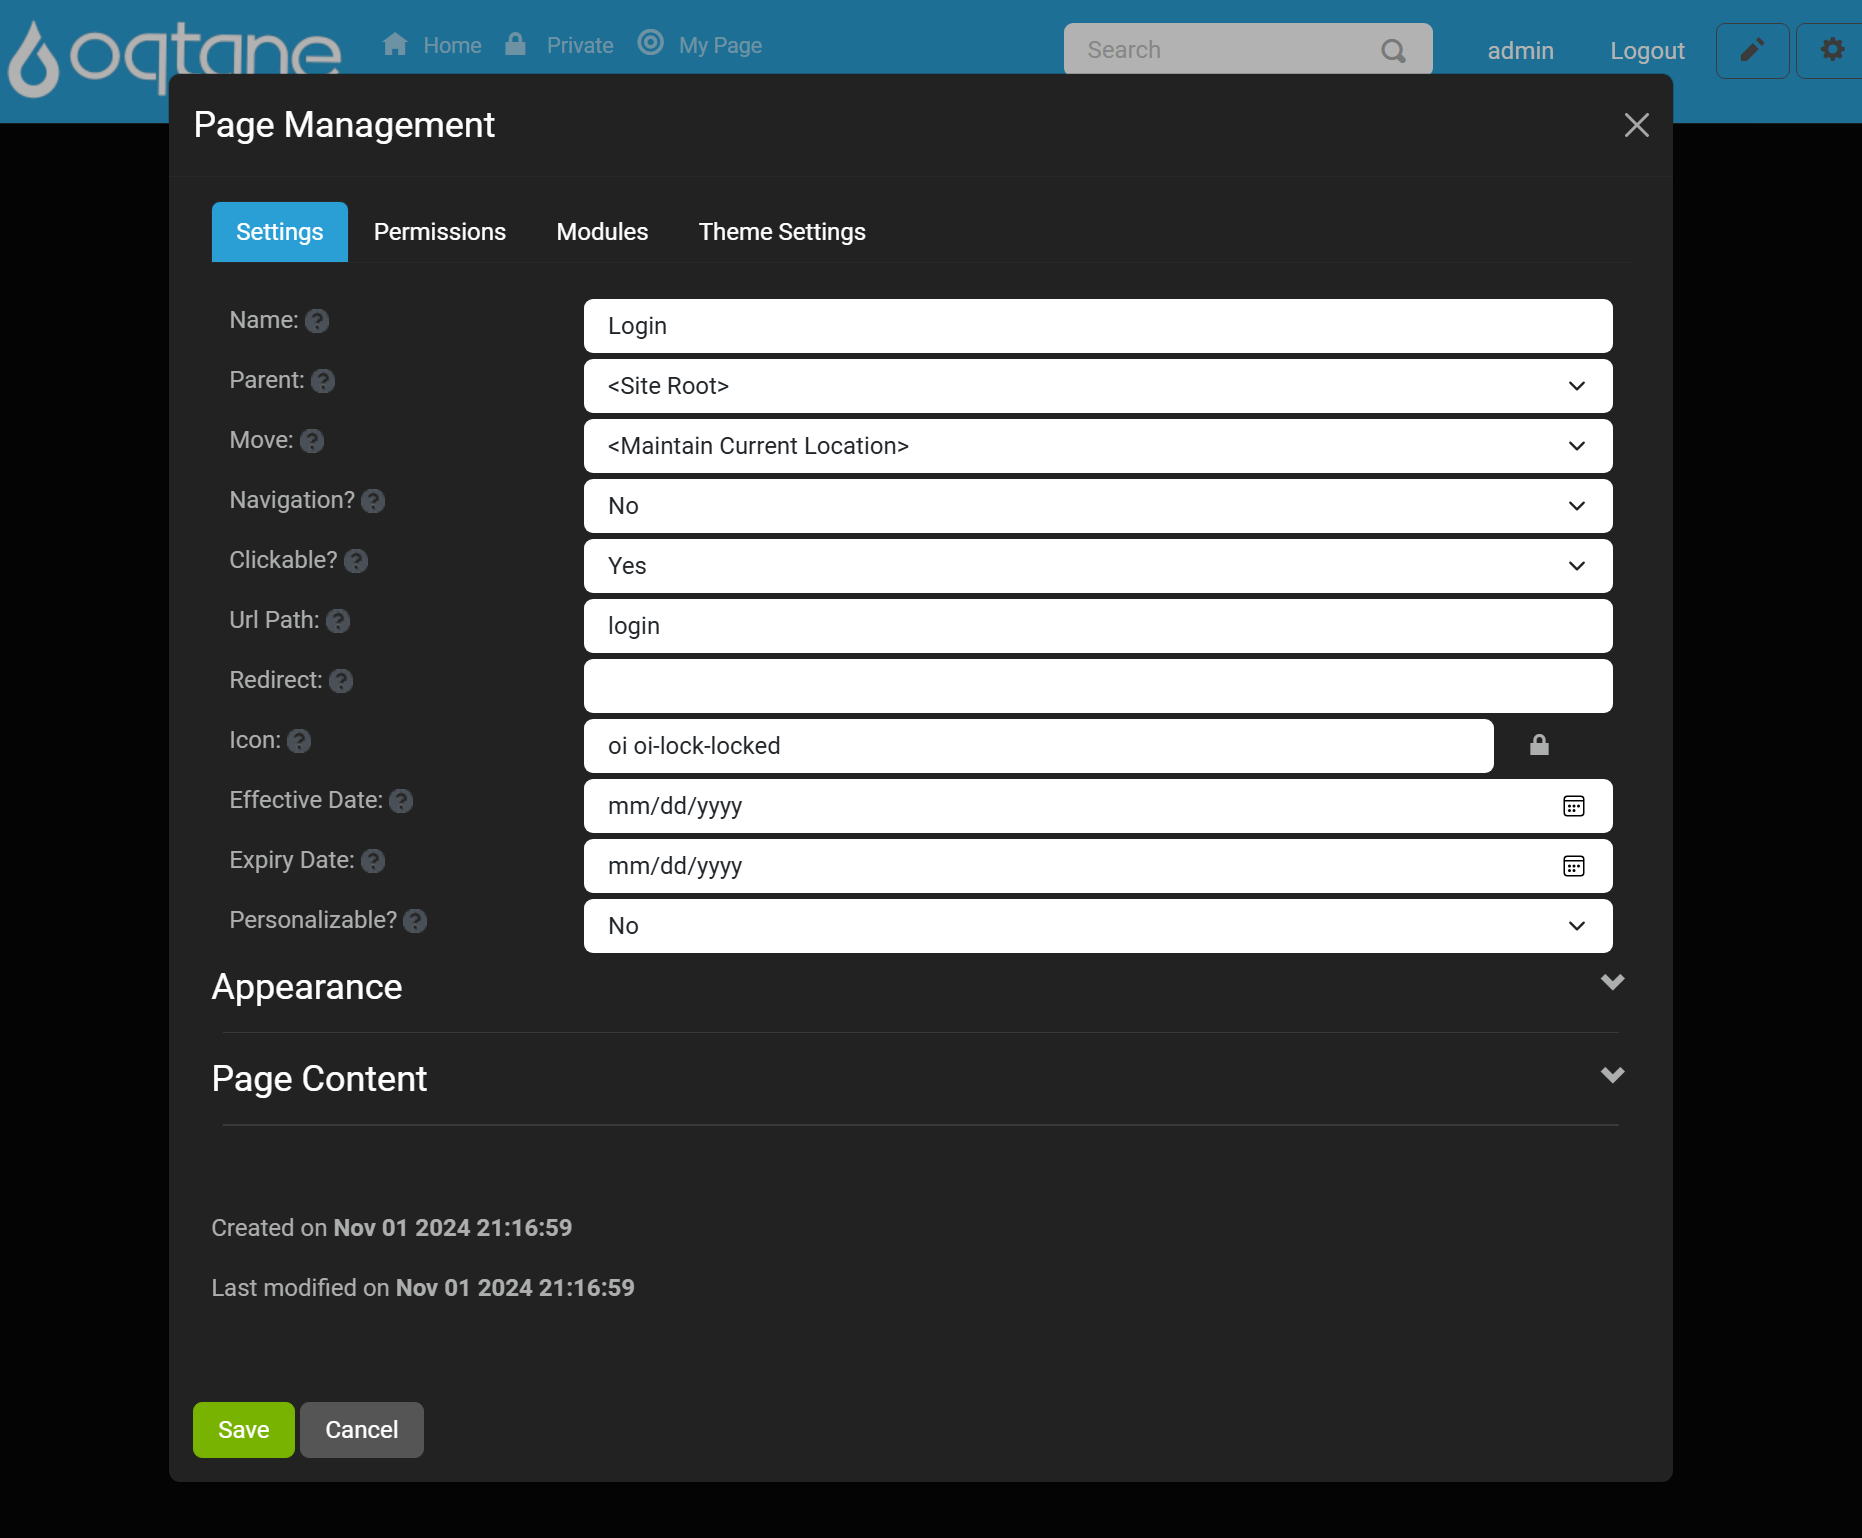 oqtane
Home Private My Page
Search
admin
Logout
Page Management
Settings Permissions Modules Theme Settings
Name: ? Login
Parent: ? <Site Root>
Move: ? <Maintain Current Location>
Navigation? ? No
Clickable? ? Yes
Url Path: ? login
Redirect: ?
Icon: ? oi oi-lock-locked
Effective Date: ? mm/dd/yyyy
Expiry Date: ? mm/dd/yyyy
Personalizable? ? No
Appearance
Page Content
Created on Nov 01 2024 21:16:59
Last modified on Nov 01 2024 21:16:59
Save Cancel